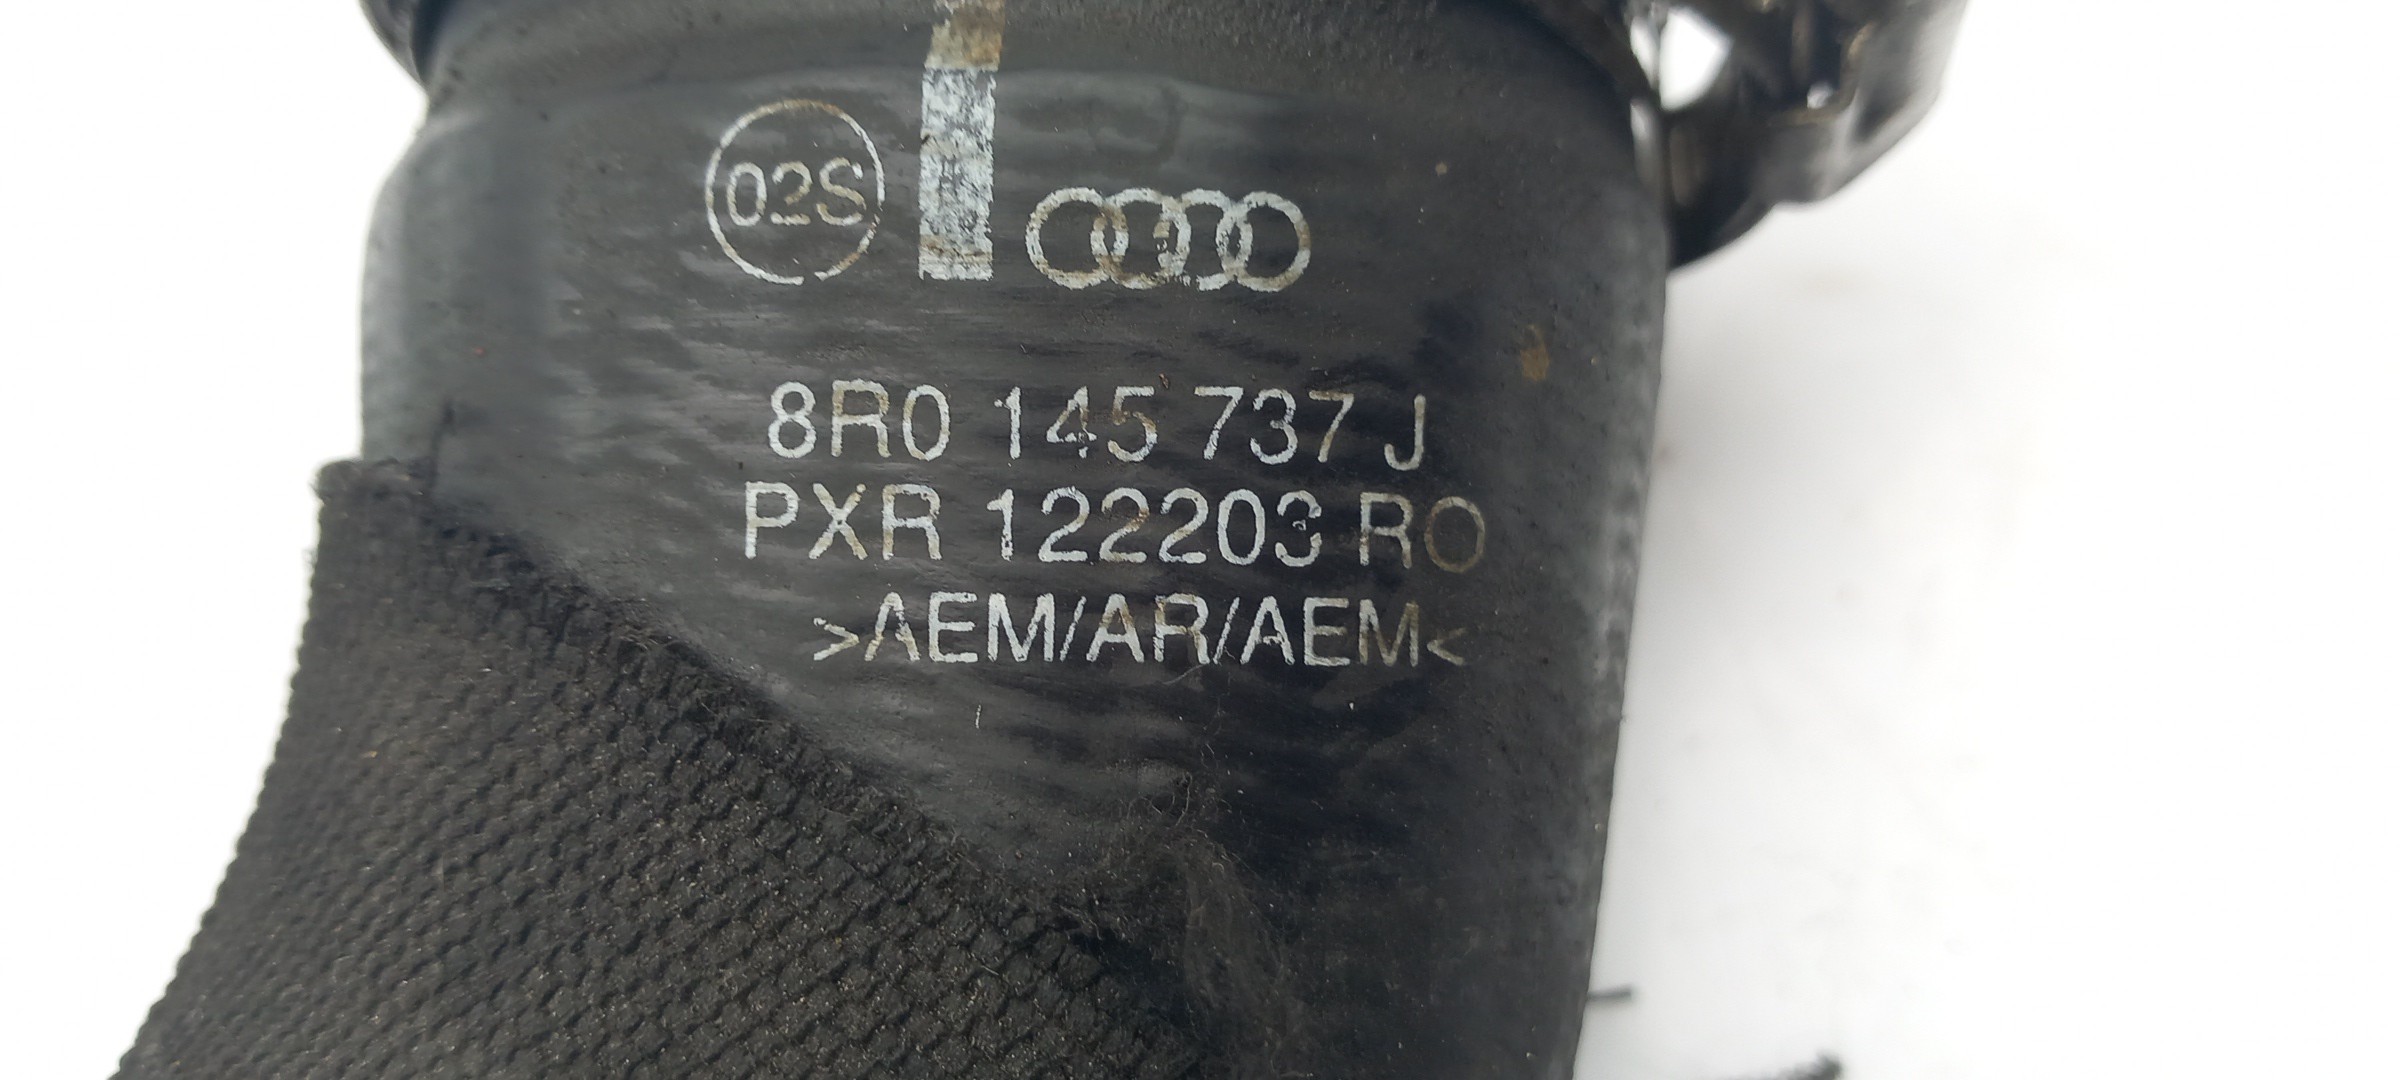 02S
8R0 145 737 J
PXR 122203 RO
>AEM/AR/AEM<